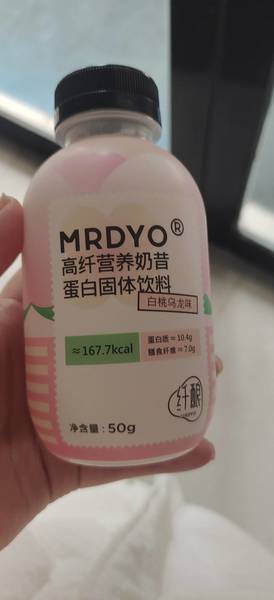 MRDYO®
高纤营养奶昔
蛋白固体饮料
白桃乌龙味
≈167.7kcal
蛋白质≈10.4g
膳食纤维≈7.0g
纤酿
净含量:50g